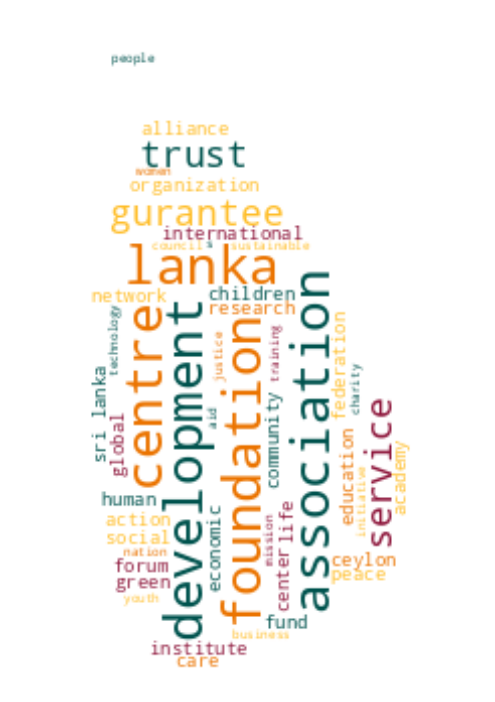 people
alliance
trust
women
organization
gurantee
international
council
s
sustainable
lanka
network
children
research
centre
development
foundation
association
technology
justice
training
federation
charity
sri lanka
global
aid
community
service
education
academy
initiative
human
action
social
nation
forum
green
youth
economic
mission
life
center
ceylon
peace
fund
business
institute
care